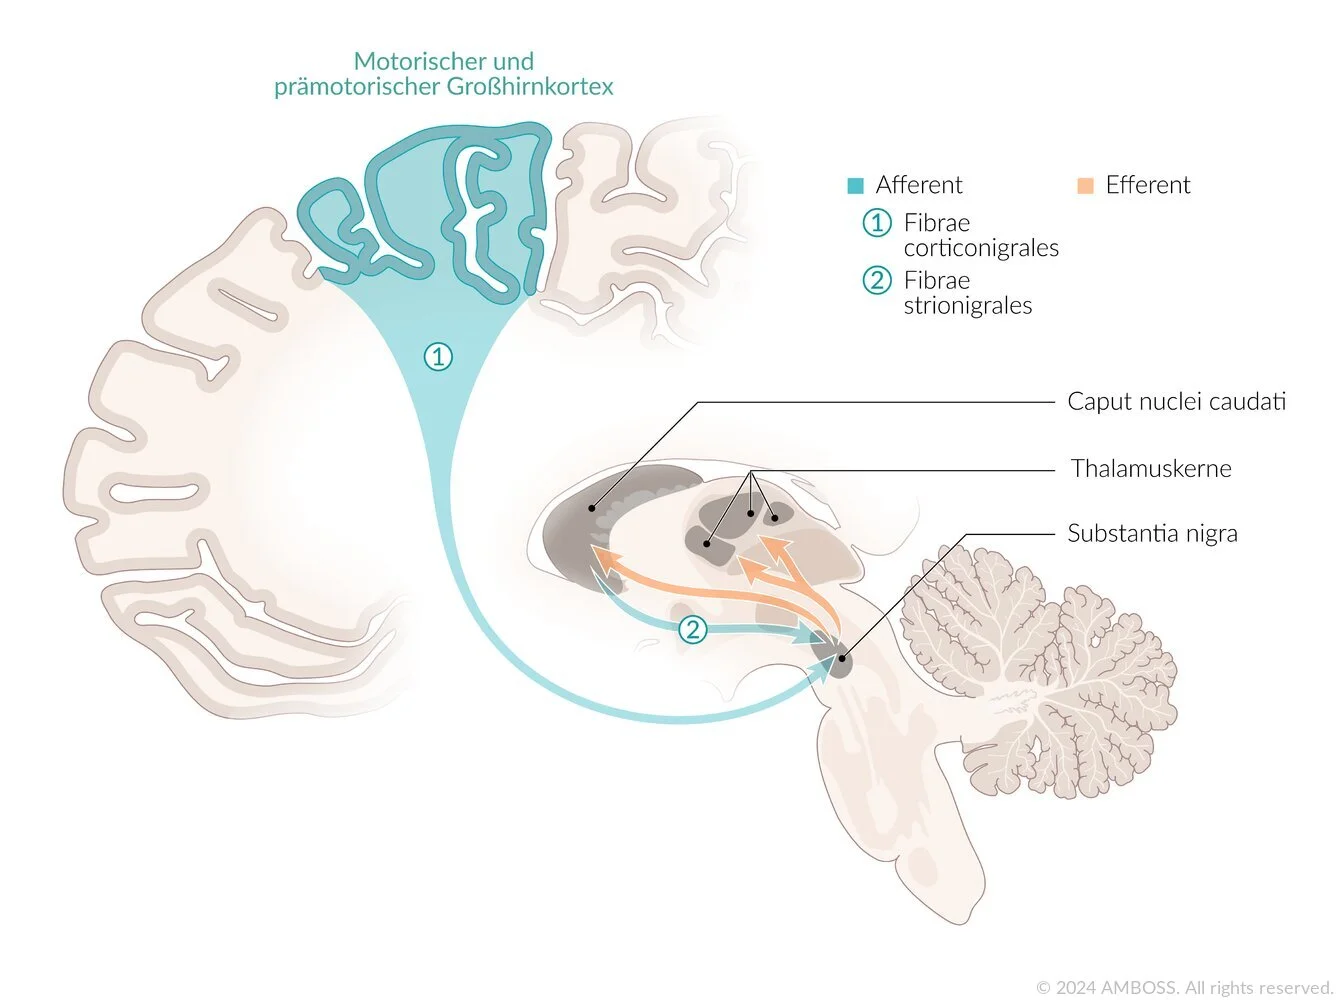 Motorischer und
prämotorischer Großhirnkortex
Afferent
Efferent
1 Fibrae
corticonigrales
2 Fibrae
strionigrales
1
Caput nuclei caudati
Thalamuskerne
Substantia nigra
2
© 2024 AMBOSS. All rights reserved.